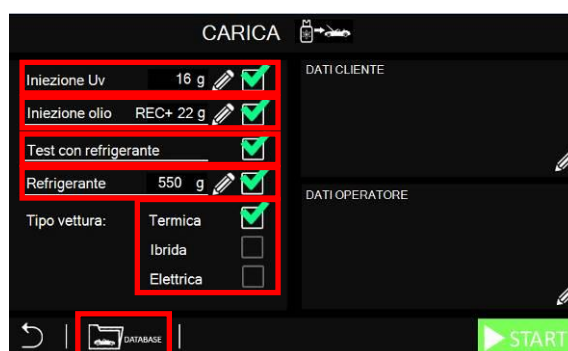 CARICA
Iniezione Uv 16 g
Iniezione olio REC+ 22 g
Test con refrigerante
Refrigerante 550 g
Tipo vettura: Termica
Ibrida
Elettrica
DATI CLIENTE
DATI OPERATORE
DATABASE
START